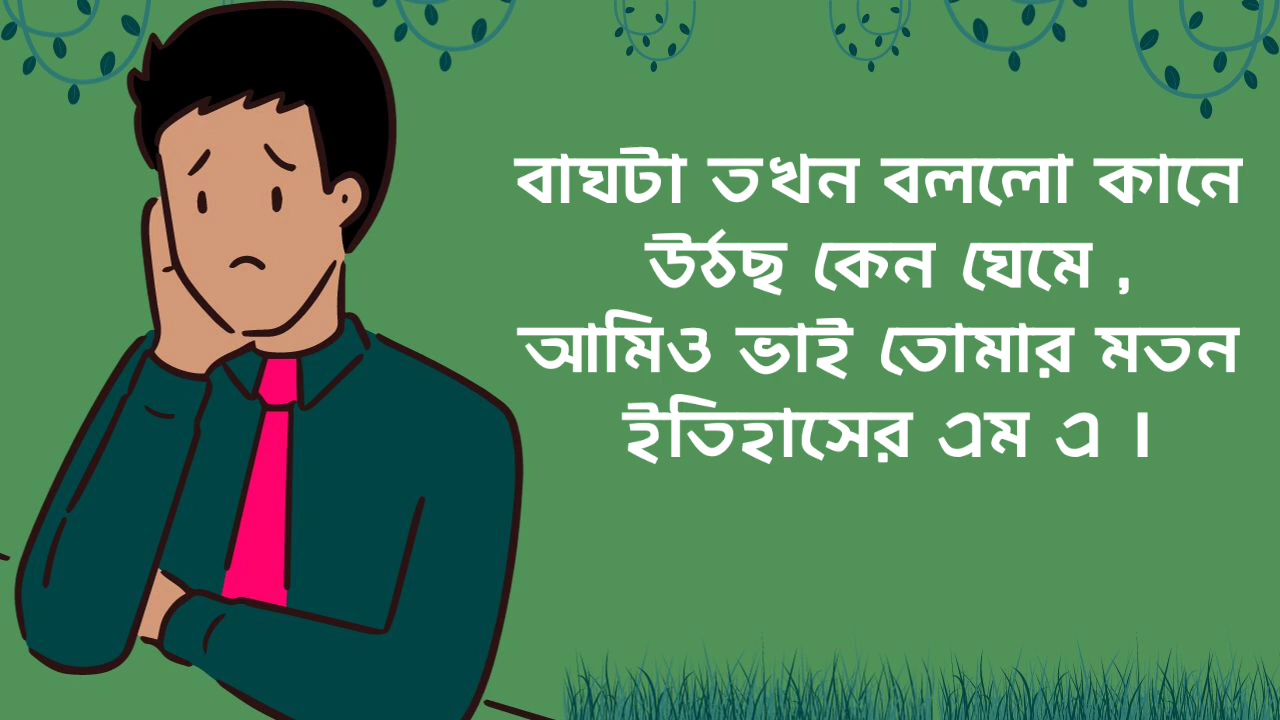 বাঘটা তখন বললো কানে
উঠছ কেন ঘেমে ,
আমিও ভাই তোমার মতন
ইতিহাসের এম এ ।